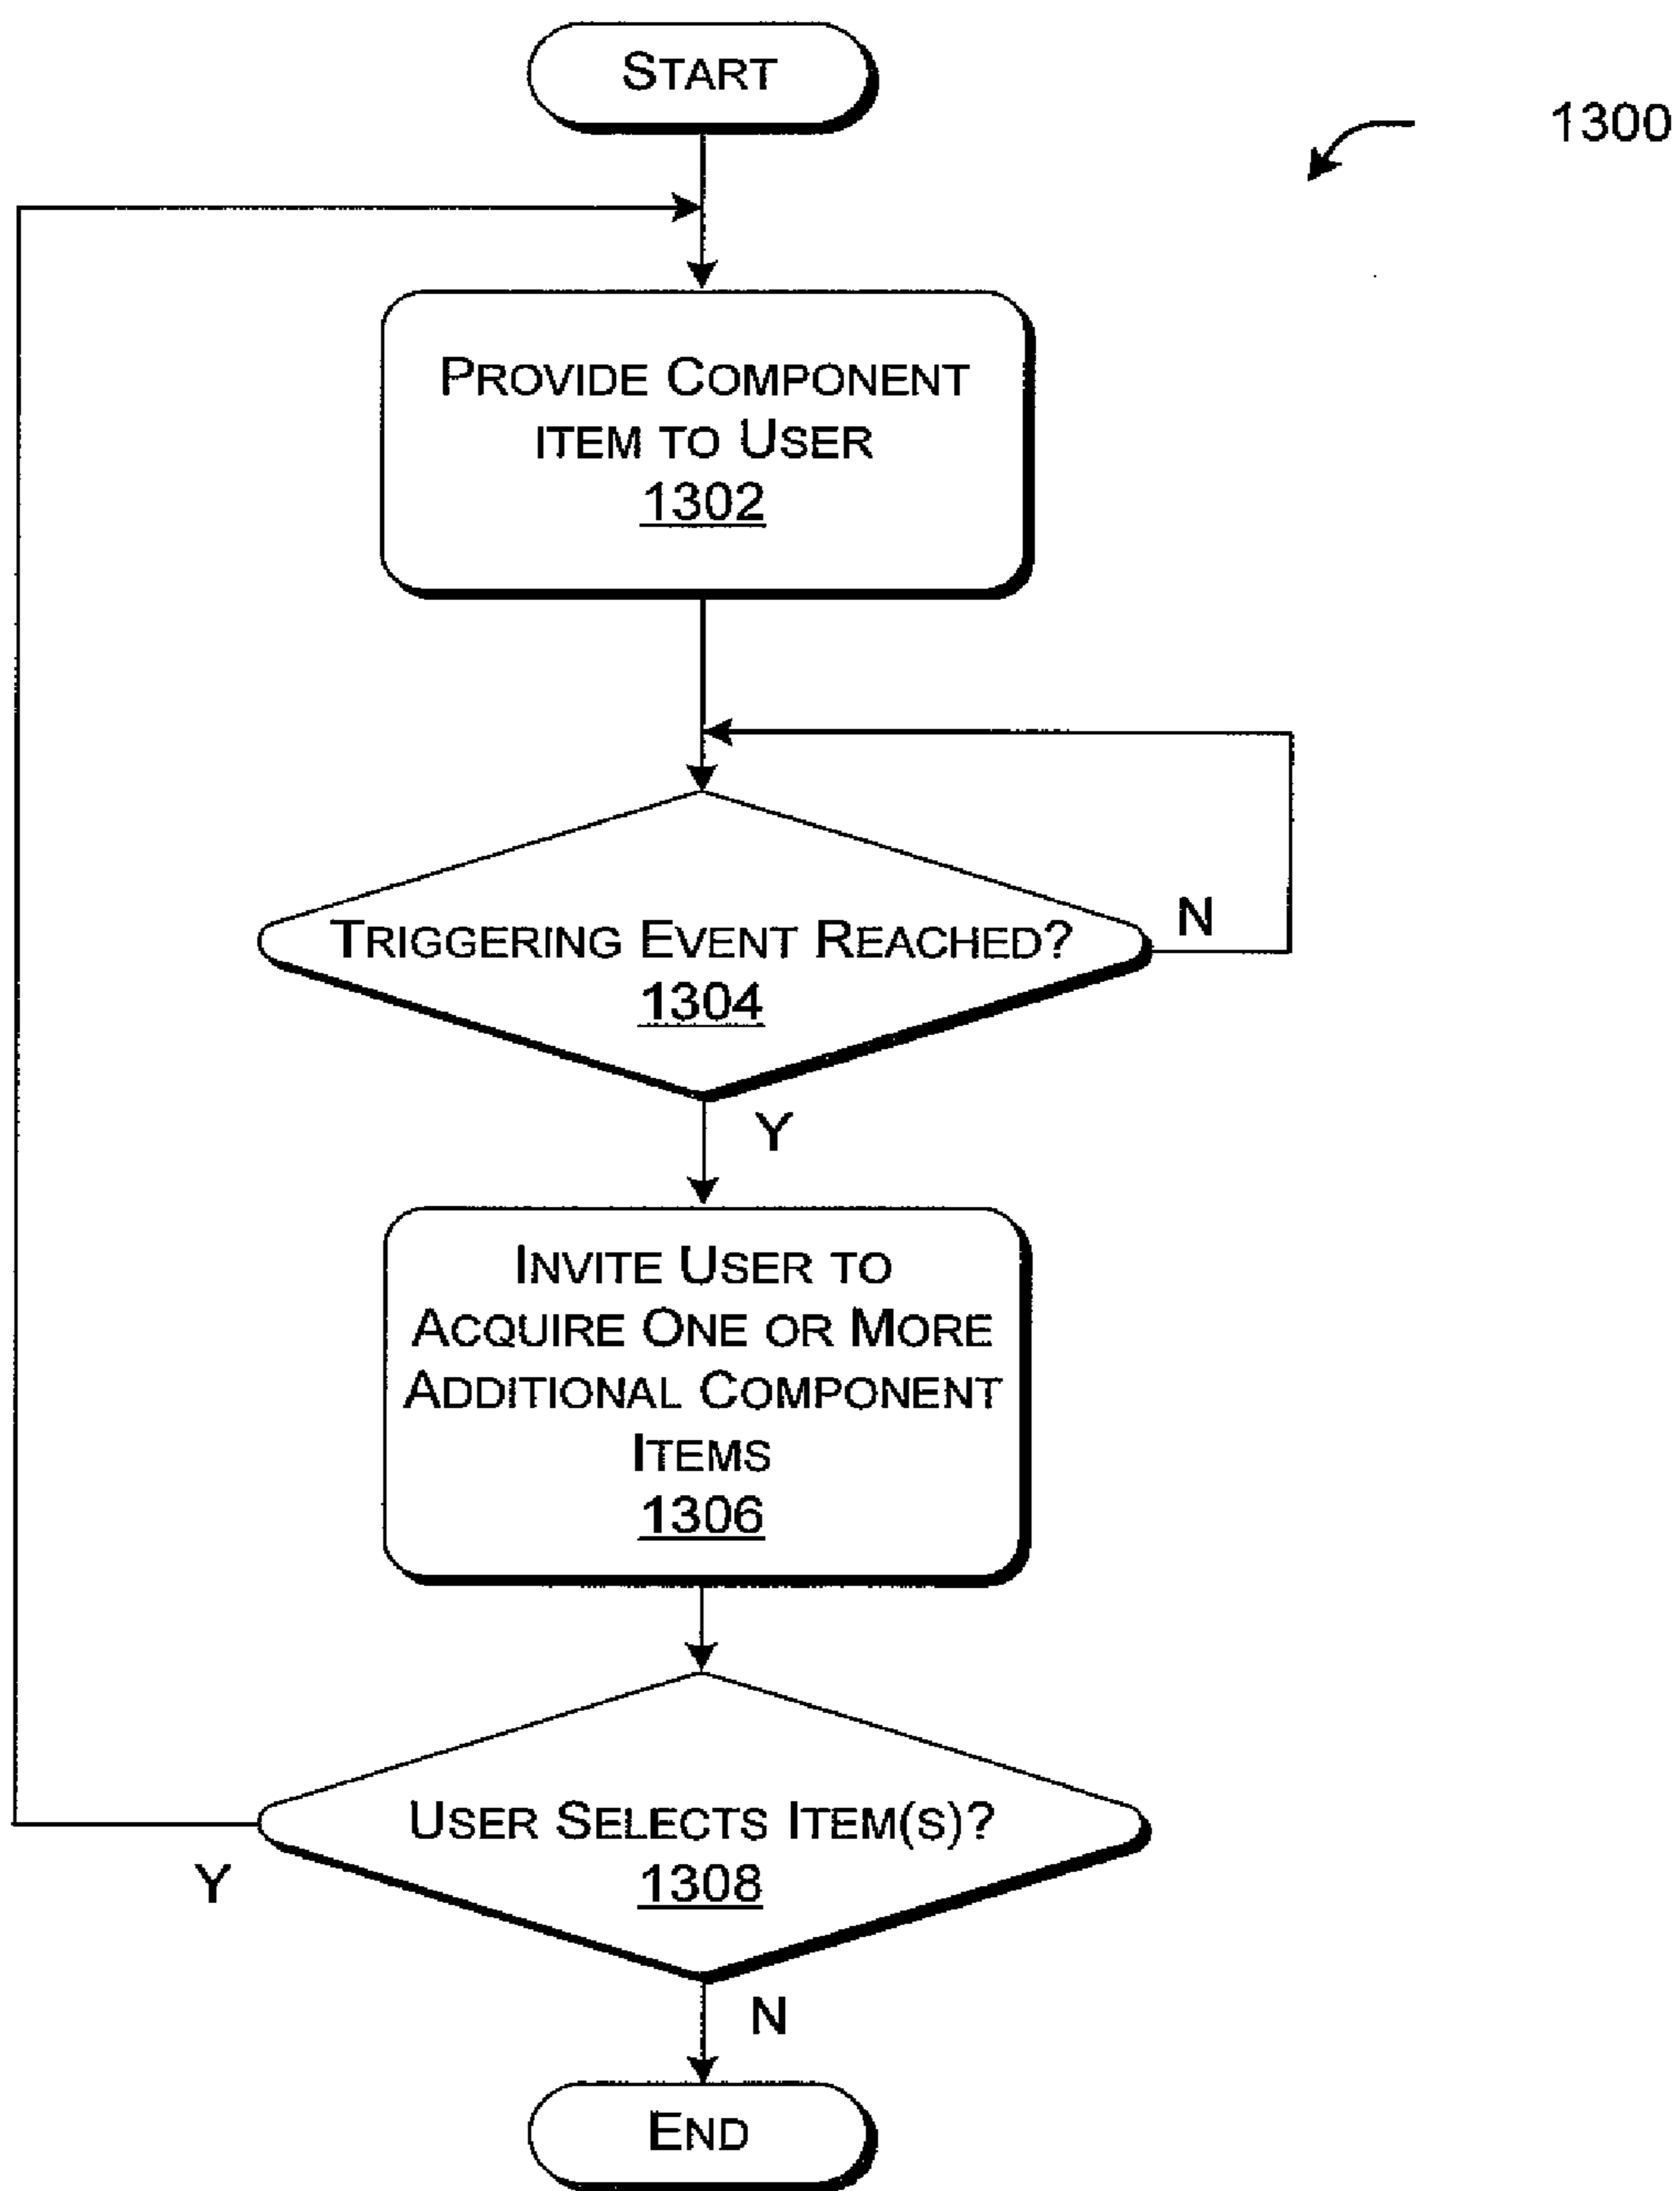 START
1300
PROVIDE COMPONENT
ITEM TO USER
1302
TRIGGERING EVENT REACHED?
1304
N
Y
INVITE USER TO
ACQUIRE ONE OR MORE
ADDITIONAL COMPONENT
ITEMS
1306
USER SELECTS ITEM(S)?
1308
Y
N
END